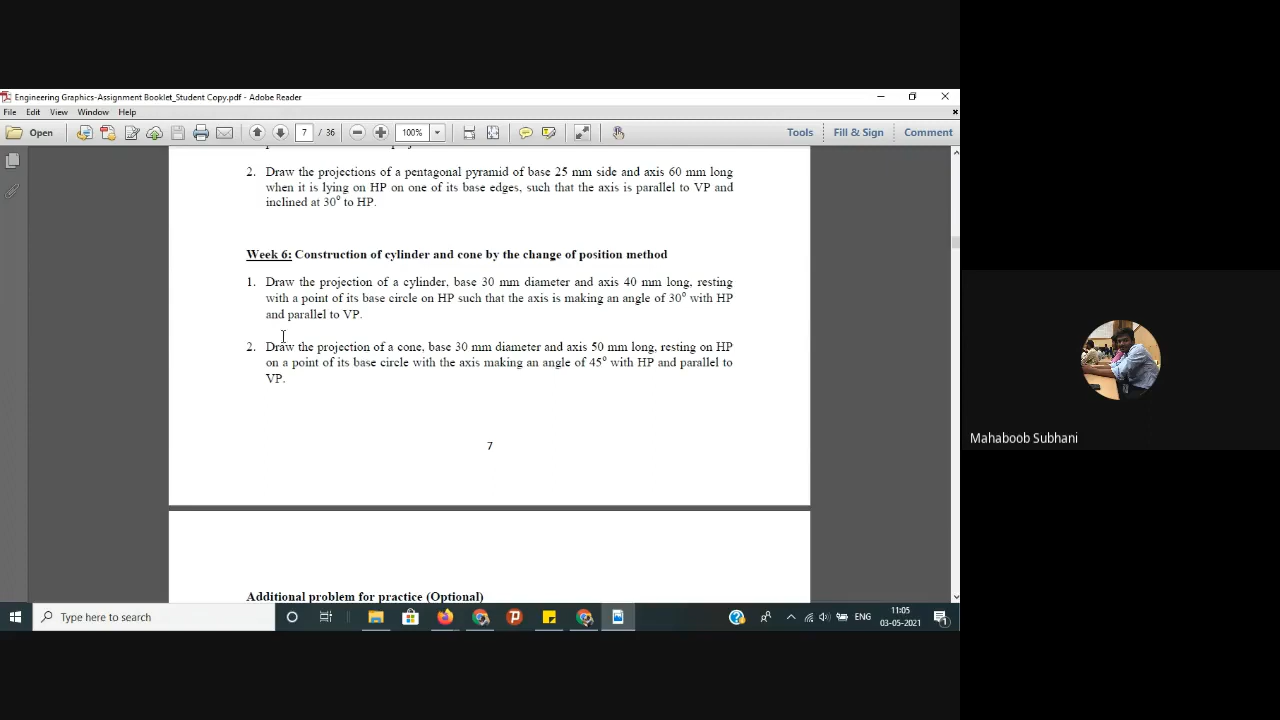 Engineering Graphics-Assignment Booklet_Student Copy.pdf - Adobe Reader
File Edit View Window Help
Open 7 / 36 100% Tools Fill & Sign Comment
2. Draw the projections of a pentagonal pyramid of base 25 mm side and axis 60 mm long
when it is lying on HP on one of its base edges, such that the axis is parallel to VP and
inclined at 30⁰ to HP.
Week 6: Construction of cylinder and cone by the change of position method
1. Draw the projection of a cylinder, base 30 mm diameter and axis 40 mm long, resting
with a point of its base circle on HP such that the axis is making an angle of 30⁰ with HP
and parallel to VP.
2. Draw the projection of a cone, base 30 mm diameter and axis 50 mm long, resting on HP
on a point of its base circle with the axis making an angle of 45⁰ with HP and parallel to
VP.
7
Additional problem for practice (Optional)
Mahaboob Subhani
Type here to search
ENG
11:05
03-05-2021
1